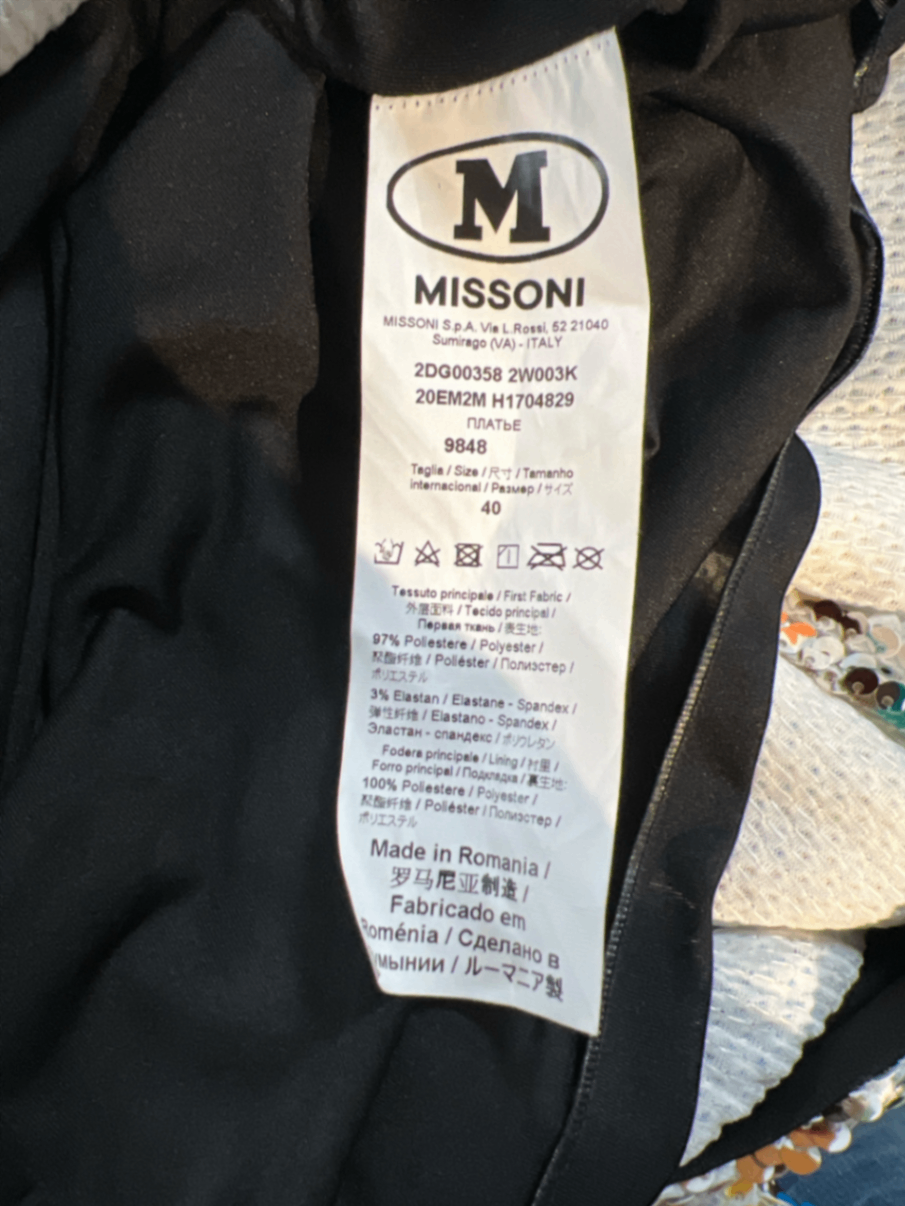 M
MISSONI
MISSONI S.p.A. Via L.Rossi, 52 21040
Sumirago (VA) - ITALY
2DG00358 2W003K
20EM2M H1704829
ПЛАТЬЕ
9848
Taglia / Size / 尺寸 / Tamanho
internacional / Размер / サイズ
40
Tessuto principale / First Fabric /
外层面料 / Tecido principal /
Первая ткань / 表生地:
97% Poliestere / Polyester /
聚酯纤维 / Poliéster / Полиэстер /
ポリエステル
3% Elastan / Elastane - Spandex /
弹性纤维 / Elastano - Spandex /
Эластан - спандекс / ポリウレタン
Fodera principale / Lining / 衬里 /
Forro principal / Подкладка / 裏生地:
100% Poliestere / Polyester /
聚酯纤维 / Poliéster / Полиэстер /
ポリエステル
Made in Romania /
罗马尼亚制造 /
Fabricado em
Roménia / Сделано в
умынии / ルーマニア製